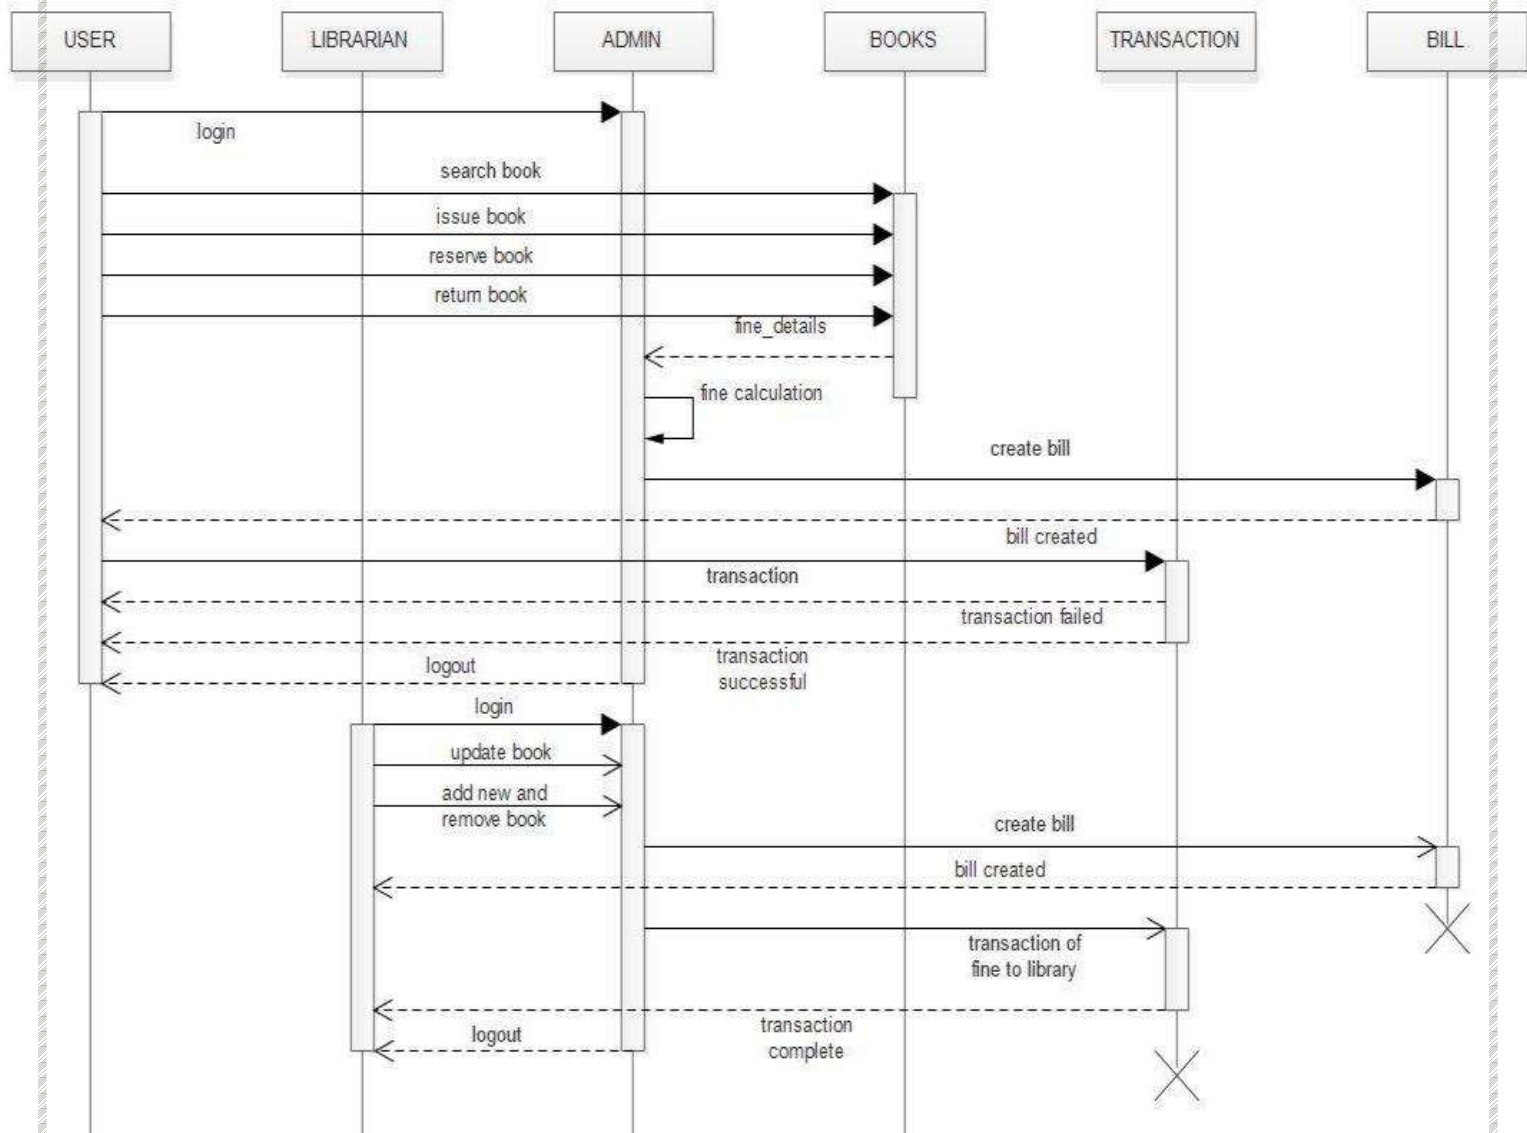 USER
LIBRARIAN
ADMIN
BOOKS
TRANSACTION
BILL
login
search book
issue book
reserve book
return book
fine_details
fine calculation
create bill
bill created
transaction
transaction failed
transaction
successful
logout
login
update book
add new and
remove book
create bill
bill created
transaction of
fine to library
transaction
complete
logout